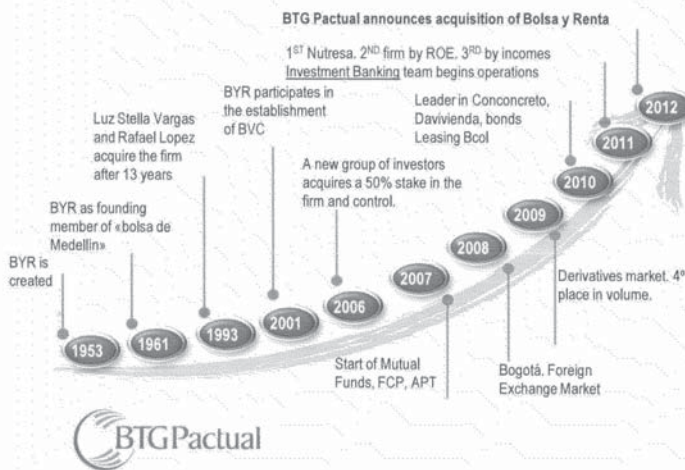 BTG Pactual announces acquisition of Bolsa y Renta
1ST Nutresa. 2ND firm by ROE. 3RD by incomes
Investment Banking team begins operations
BYR participates in
the establishment
of BVC
Leader in Conconcreto,
Davivienda, bonds
Leasing Bcol
2012
Luz Stella Vargas
and Rafael Lopez
acquire the firm
after 13 years
2011
A new group of investors
acquires a 50% stake in the
firm and control.
2010
BYR as founding
member of «bolsa de
Medellin»
2009
BYR is
created
2008
2007
Derivatives market. 4º
place in volume.
2006
2001
1993
1961
1953
Start of Mutual
Funds, FCP, APT
Bogotá. Foreign
Exchange Market
BTGPactual